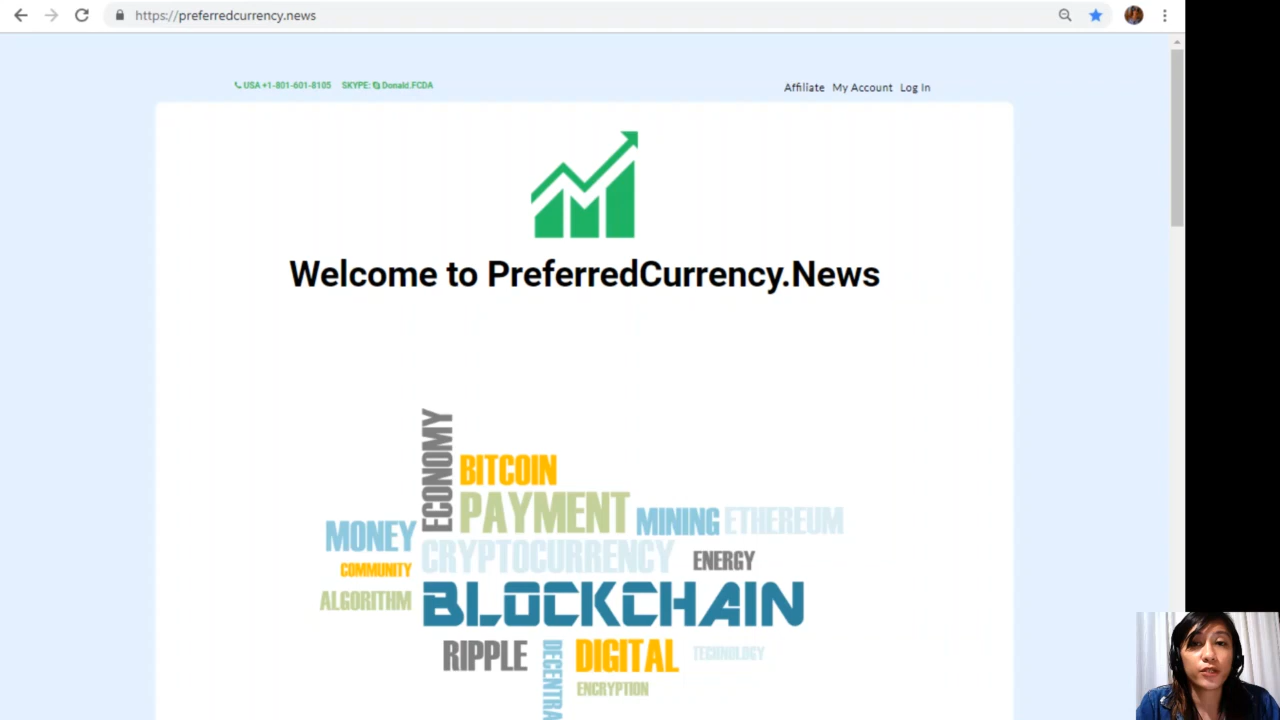 https://preferredcurrency.news
USA +1-801-601-8105 SKYPE: Donald.FCDA
Affiliate My Account Log In
Welcome to PreferredCurrency.News
ECONOMY
BITCOIN
PAYMENT
MONEY
MINING ETHEREUM
CRYPTOCURRENCY
ENERGY
COMMUNITY
ALGORITHM
BLOCKCHAIN
RIPPLE
DECENTRA
DIGITAL
TECHNOLOGY
ENCRYPTION